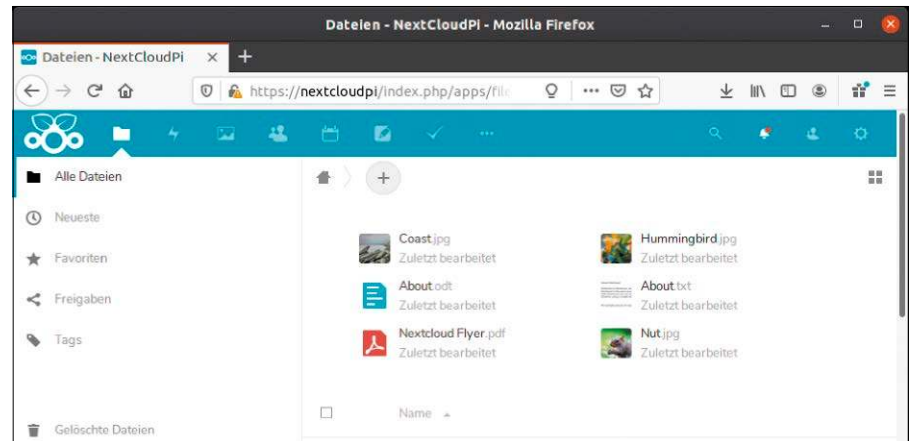 Dateien - NextCloudPi - Mozilla Firefox
Dateien - NextCloudPi
https://nextcloudpi/index.php/apps/file
Alle Dateien
Neueste
Favoriten
Freigaben
Tags
Gelöschte Dateien
Coast.jpg
Zuletzt bearbeitet
Hummingbird.jpg
Zuletzt bearbeitet
About.odt
Zuletzt bearbeitet
About.txt
Zuletzt bearbeitet
Nextcloud Flyer.pdf
Zuletzt bearbeitet
Nut.jpg
Zuletzt bearbeitet
Name